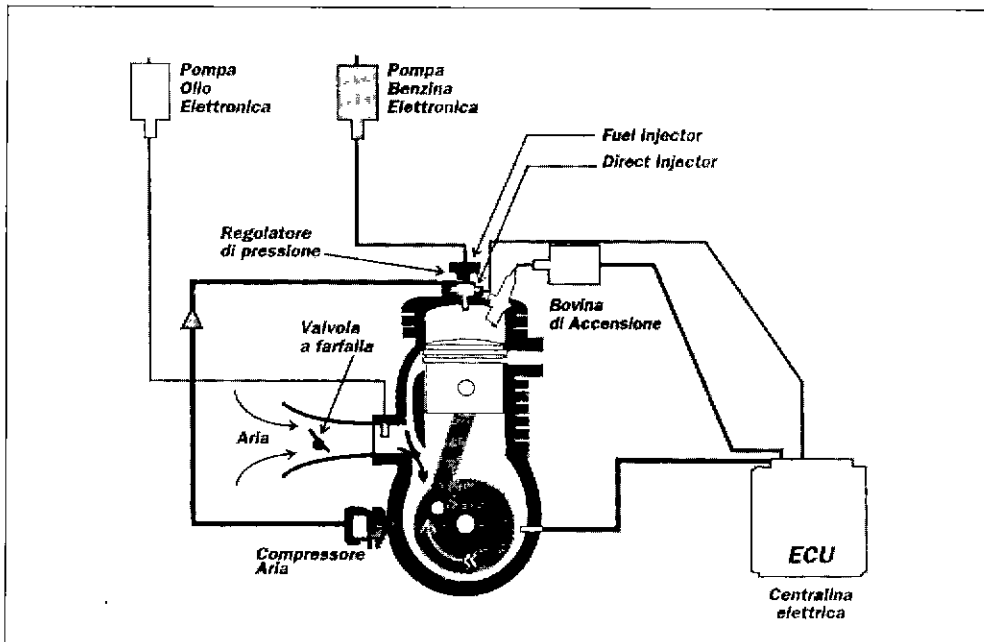 Pompa
Olio
Elettronica
Pompa
Benzina
Elettronica
Fuel Injector
Direct Injector
Regolatore
di pressione
Bovina
di Accensione
Valvola
a farfalla
Aria
Compressore
Aria
ECU
Centralina
elettrica